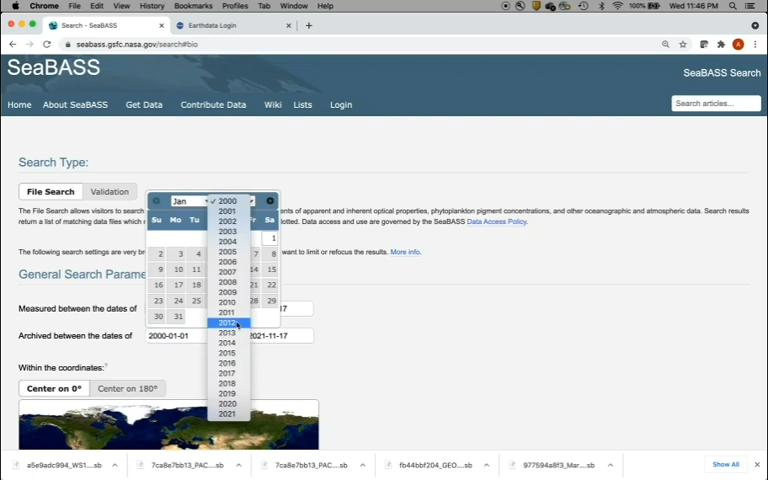 Chrome File Edit View History Bookmarks Profiles Tab Window Help 100% Wed 11:46 PM
Search - SeaBASS Earthdata Login
seabass.gsfc.nasa.gov/search#bio
SeaBASS
SeaBASS Search
Home About SeaBASS Get Data Contribute Data Wiki Lists Login
Search articles...
Search Type:
File Search Validation
The File Search allows visitors to search ents of apparent and inherent optical properties, phytoplankton pigment concentrations, and other oceanographic and atmospheric data. Search results
return a list of matching data files which lotted. Data access and use are governed by the SeaBASS Data Access Policy.
The following search settings are very br want to limit or refocus the results. More info.
General Search Parame
Measured between the dates of -17
Archived between the dates of 2000-01-01 2021-11-17
Within the coordinates:?
Center on 0° Center on 180°
Jan
Su Mo Tu Sa
1
2 3 4 7 8
9 10 11 14 15
16 17 18 21 22
23 24 25 28 29
30 31
✓ 2000
2001
2002
2003
2004
2005
2006
2007
2008
2009
2010
2011
2012
2013
2014
2015
2016
2017
2018
2019
2020
2021
a5e9adc994_WS1....sb 7ca8e7bb13_PAC....sb 7ca8e7bb13_PAC....sb fb44bbf204_GEO....sb 977594a8f3_Mar....sb Show All